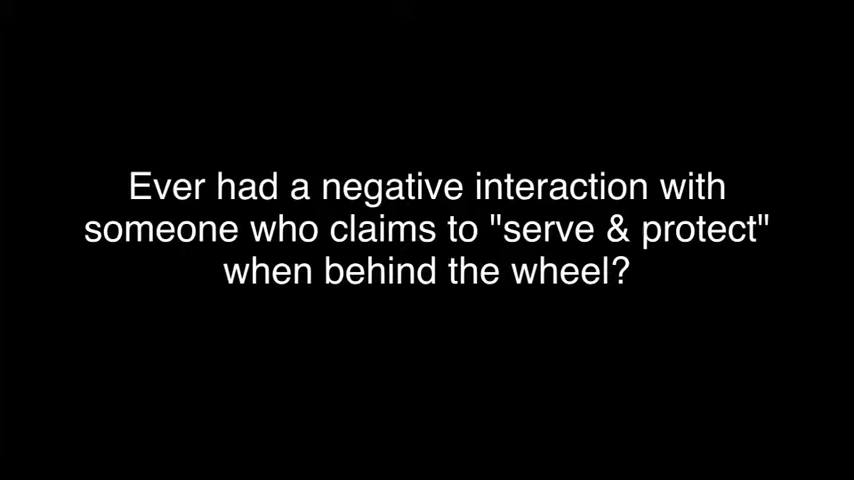 Ever had a negative interaction with
someone who claims to "serve & protect"
when behind the wheel?